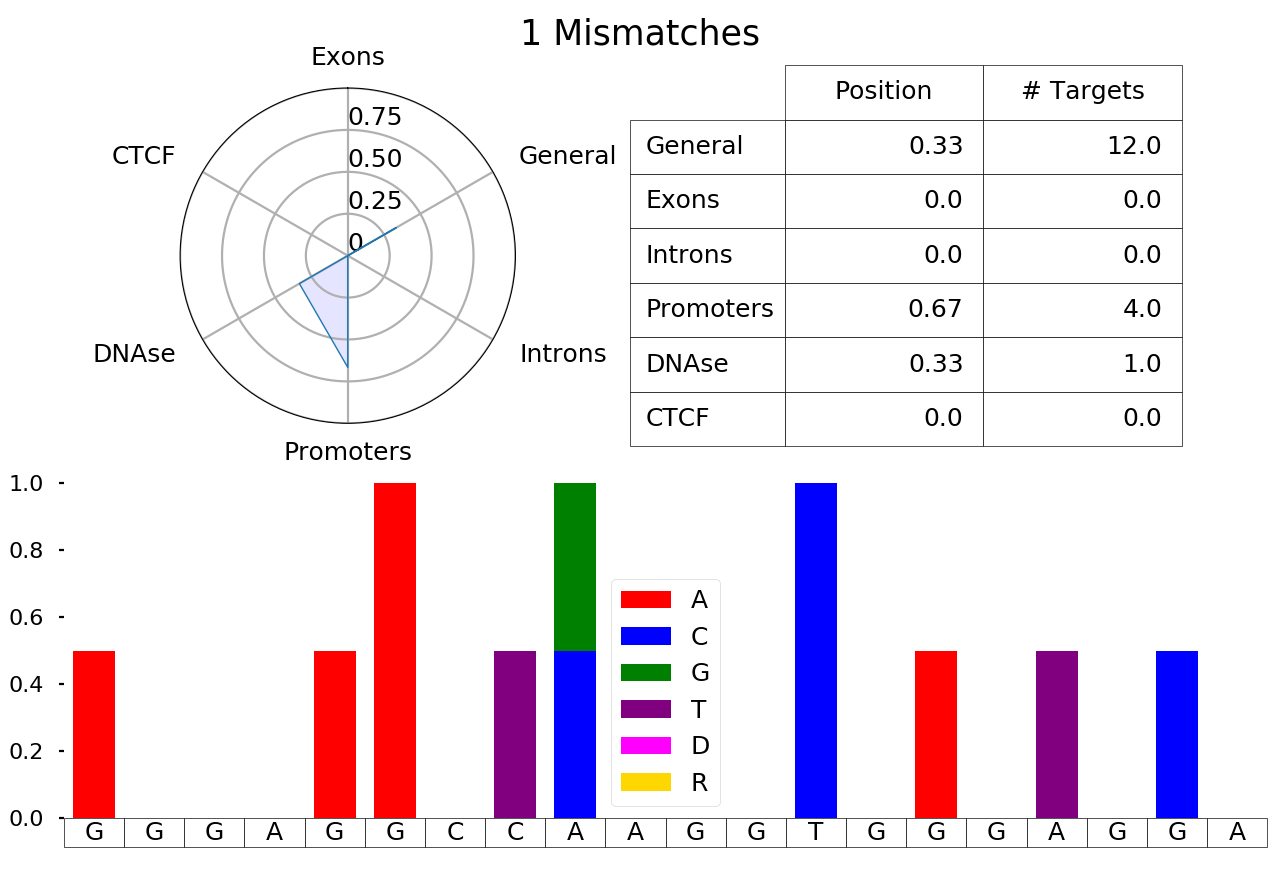 1 Mismatches
Exons
CTCF
General
DNAse
Introns
Promoters
0.75
0.50
0.25
0
Position # Targets
General 0.33 12.0
Exons 0.0 0.0
Introns 0.0 0.0
Promoters 0.67 4.0
DNAse 0.33 1.0
CTCF 0.0 0.0
1.0
0.8
0.6
0.4
0.2
0.0
A
C
G
T
D
R
G G G A G G C C A A G G T G G G A G G A